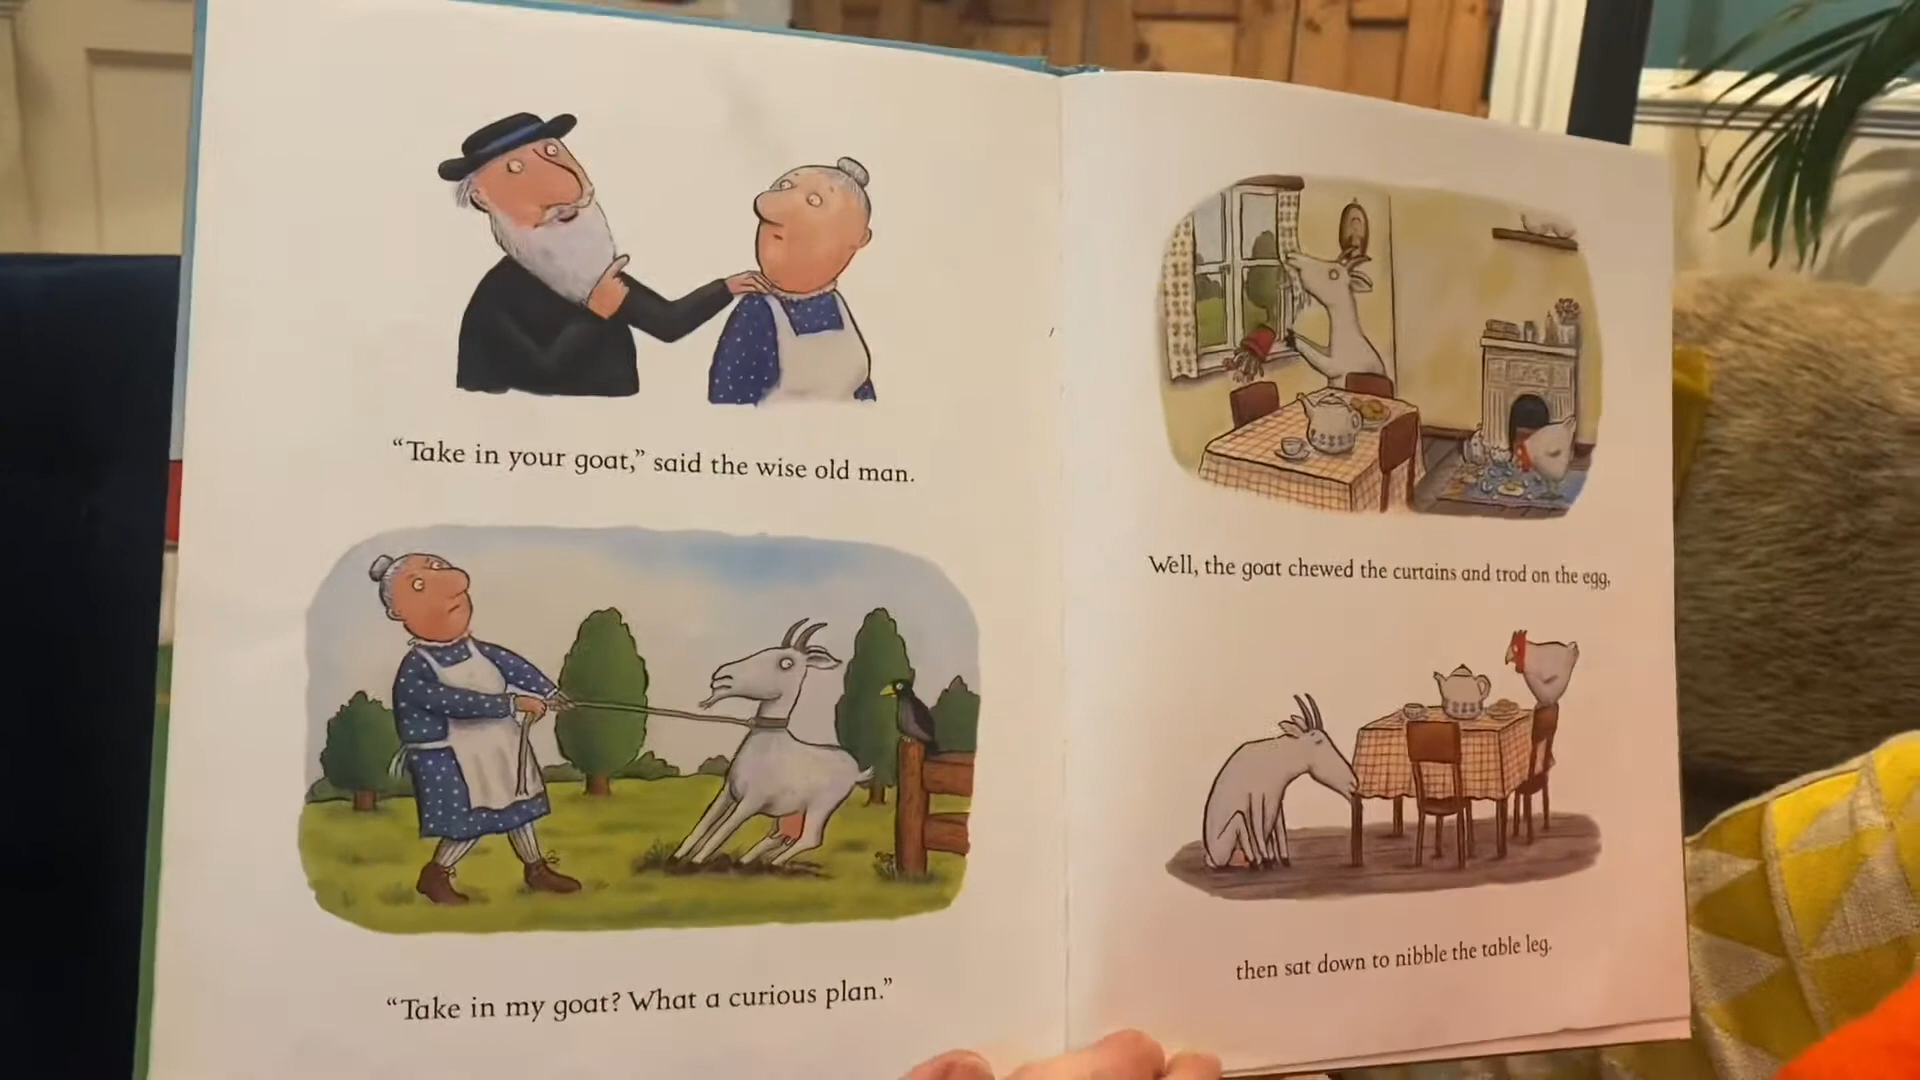 “Take in your goat,” said the wise old man.
“Take in my goat? What a curious plan.”
Well, the goat chewed the curtains and trod on the egg,
then sat down to nibble the table leg.